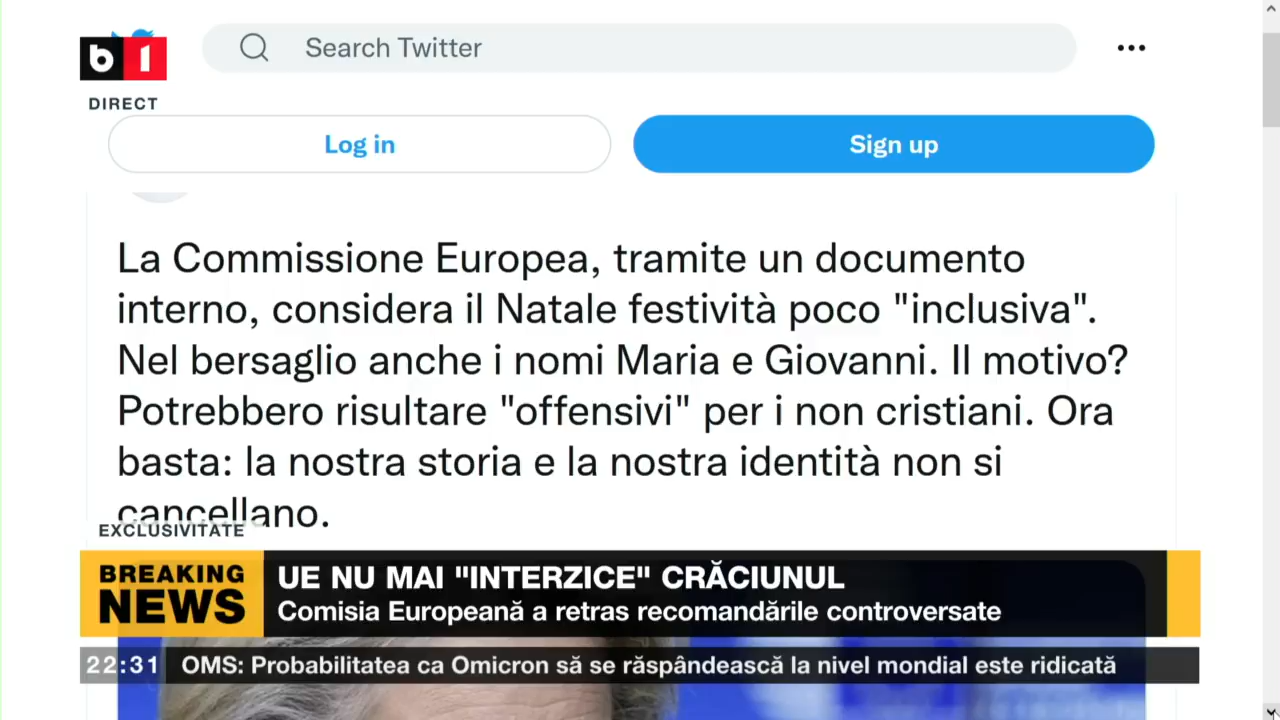 b1
Search Twitter
DIRECT
Log in
Sign up
La Commissione Europea, tramite un documento
interno, considera il Natale festività poco "inclusiva".
Nel bersaglio anche i nomi Maria e Giovanni. Il motivo?
Potrebbero risultare "offensivi" per i non cristiani. Ora
basta: la nostra storia e la nostra identità non si
cancellano.
EXCLUSIVITATE
BREAKING
NEWS
UE NU MAI "INTERZICE" CRĂCIUNUL
Comisia Europeană a retras recomandările controversate
22:31 OMS: Probabilitatea ca Omicron să se răspândească la nivel mondial este ridicată